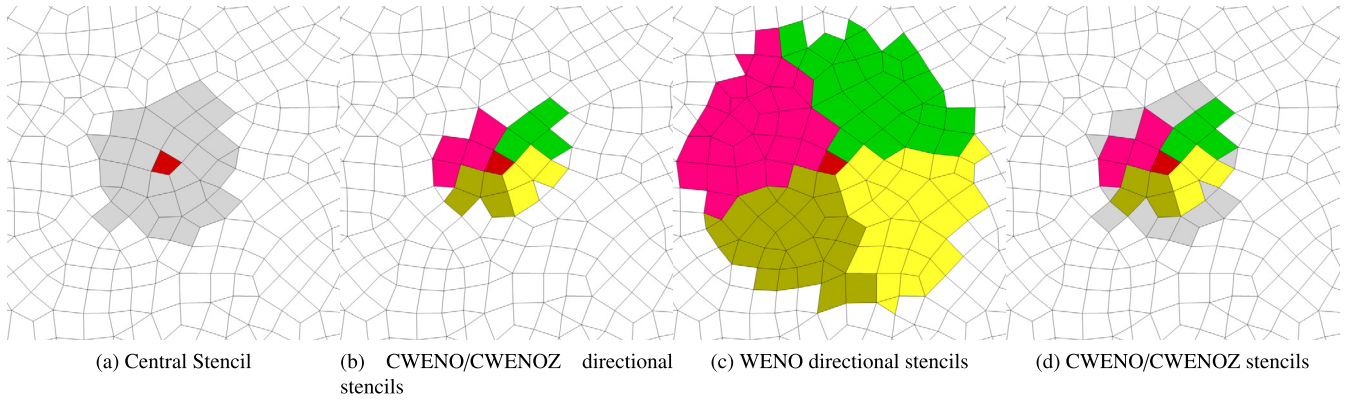 (a) Central Stencil
(b) CWENO/CWENOZ directional
stencils
(c) WENO directional stencils
(d) CWENO/CWENOZ stencils